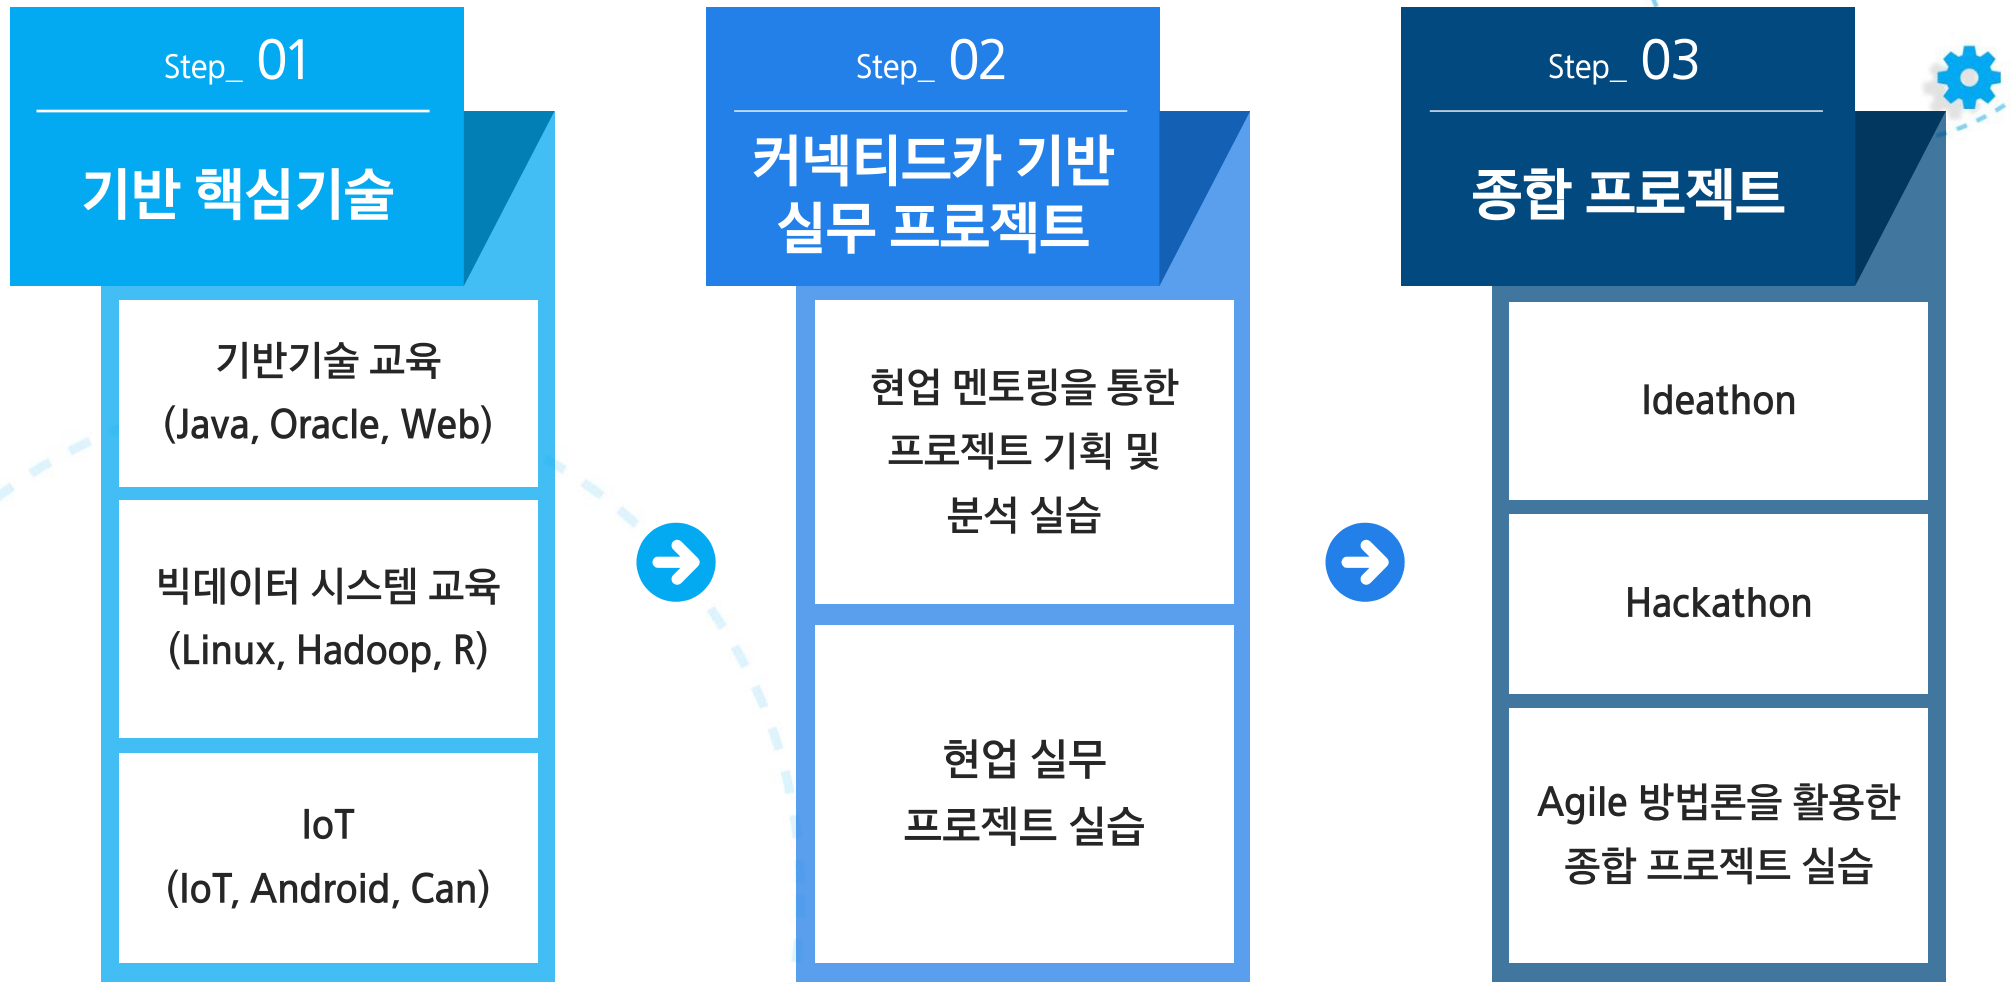 Step_ 01
기반 핵심기술
기반기술 교육
(Java, Oracle, Web)
빅데이터 시스템 교육
(Linux, Hadoop, R)
IoT
(IoT, Android, Can)
Step_ 02
커넥티드카 기반
실무 프로젝트
현업 멘토링을 통한
프로젝트 기획 및
분석 실습
현업 실무
프로젝트 실습
Step_ 03
종합 프로젝트
Ideathon
Hackathon
Agile 방법론을 활용한
종합 프로젝트 실습